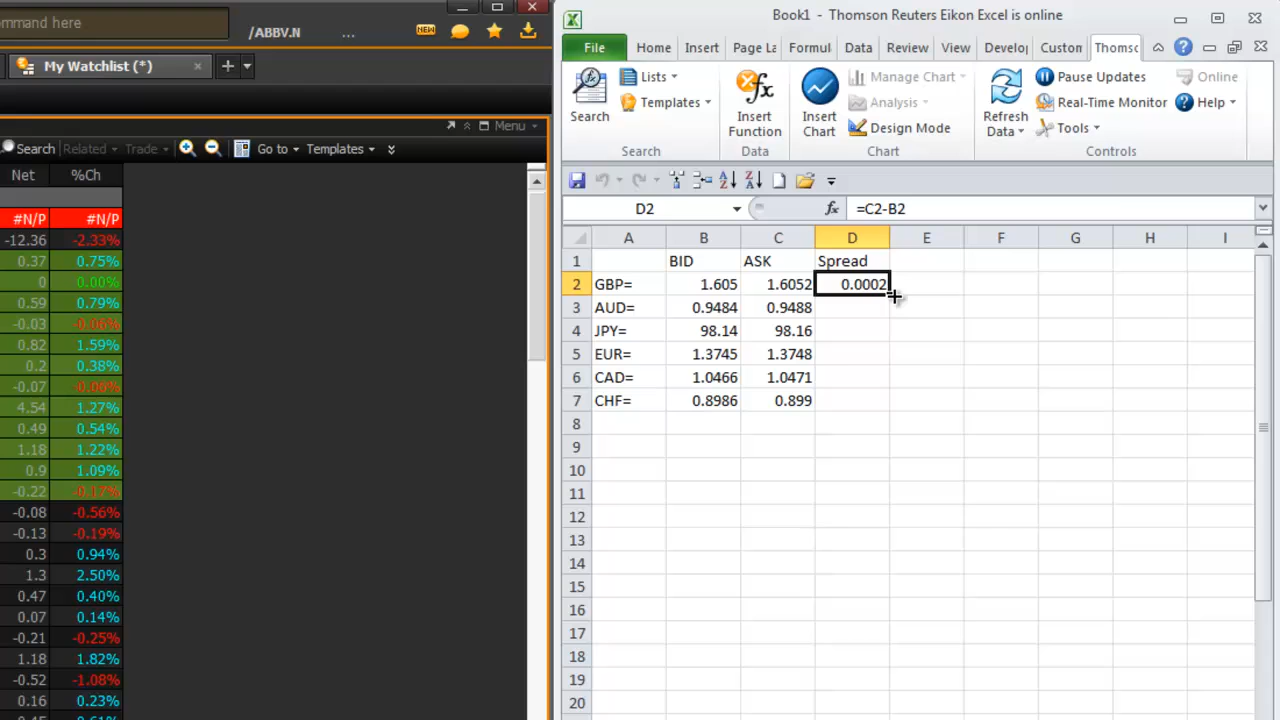 ommand here
/ABBV.N
...
NEW
My Watchlist (*)
Menu
Search Related Trade Go to Templates
Net %Ch
#N/P #N/P
-12.36 -2.33%
0.37 0.75%
0 0.00%
0.59 0.79%
-0.03 -0.06%
0.82 1.59%
0.2 0.38%
-0.07 -0.06%
4.54 1.27%
0.49 0.54%
1.18 1.22%
0.9 1.09%
-0.22 -0.17%
-0.08 -0.56%
-0.13 -0.19%
0.3 0.94%
1.3 2.50%
0.47 0.40%
0.07 0.14%
-0.21 -0.25%
1.18 1.82%
-0.52 -1.08%
0.16 0.23%
0.45 0.61%
Book1 - Thomson Reuters Eikon Excel is online
File Home Insert Page La Formul Data Review View Develo Custom Thomso
Search
Lists
Templates
Insert Function
Insert Chart
Manage Chart
Analysis
Design Mode
Refresh Data
Pause Updates
Real-Time Monitor
Tools
Online
Help
Search Data Chart Controls
D2 fx =C2-B2
A B C D E F G H I
1 BID ASK Spread
2 GBP= 1.605 1.6052 0.0002
3 AUD= 0.9484 0.9488
4 JPY= 98.14 98.16
5 EUR= 1.3745 1.3748
6 CAD= 1.0466 1.0471
7 CHF= 0.8986 0.899
8
9
10
11
12
13
14
15
16
17
18
19
20